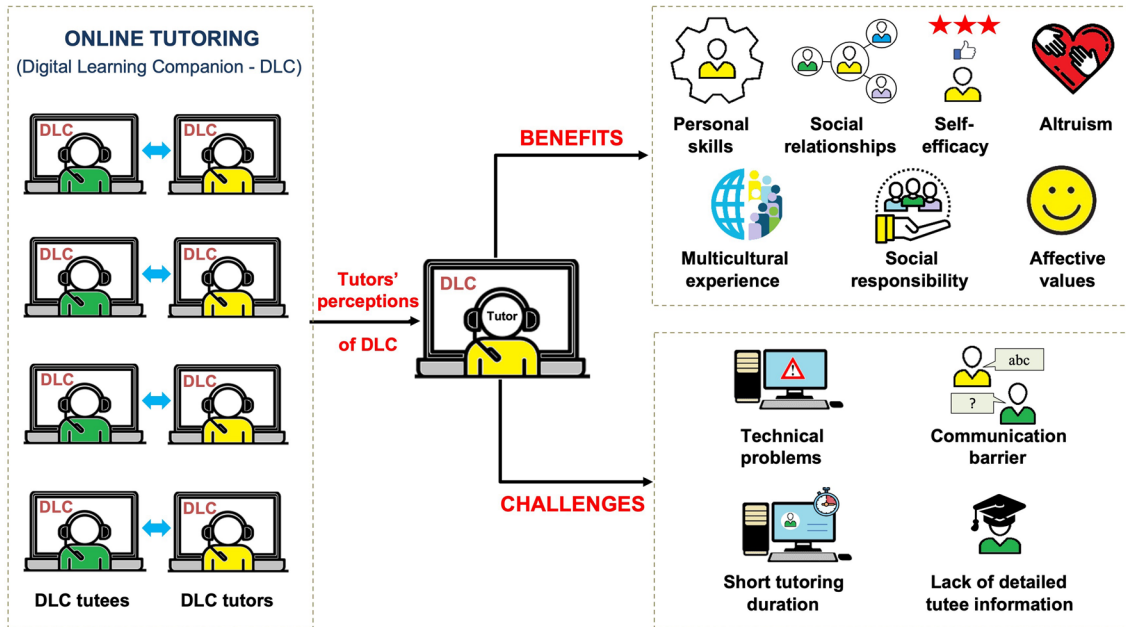 ONLINE TUTORING
(Digital Learning Companion - DLC)
DLC
DLC
DLC
DLC
DLC
DLC
DLC
DLC
DLC tutees
DLC tutors
Tutors'
perceptions
of DLC
DLC
Tutor
BENEFITS
CHALLENGES
Personal
skills
Social
relationships
Self-
efficacy
Altruism
Multicultural
experience
Social
responsibility
Affective
values
Technical
problems
abc
?
Communication
barrier
Short tutoring
duration
Lack of detailed
tutee information